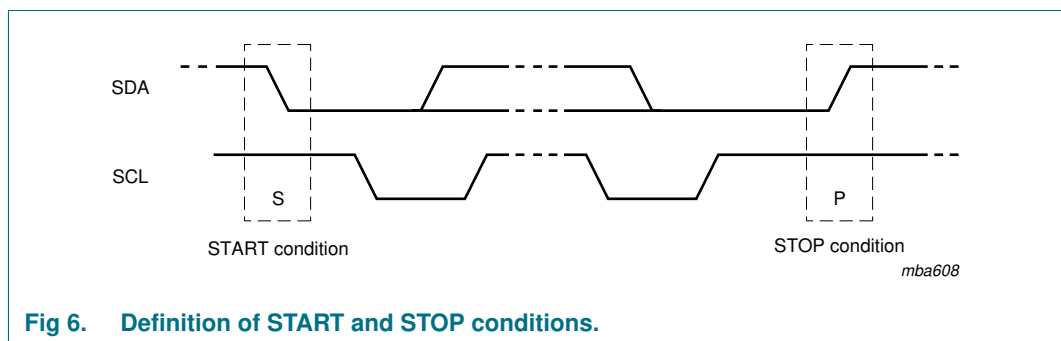 SDA
SCL
S
P
START condition
STOP condition
mba608
Fig 6. Definition of START and STOP conditions.